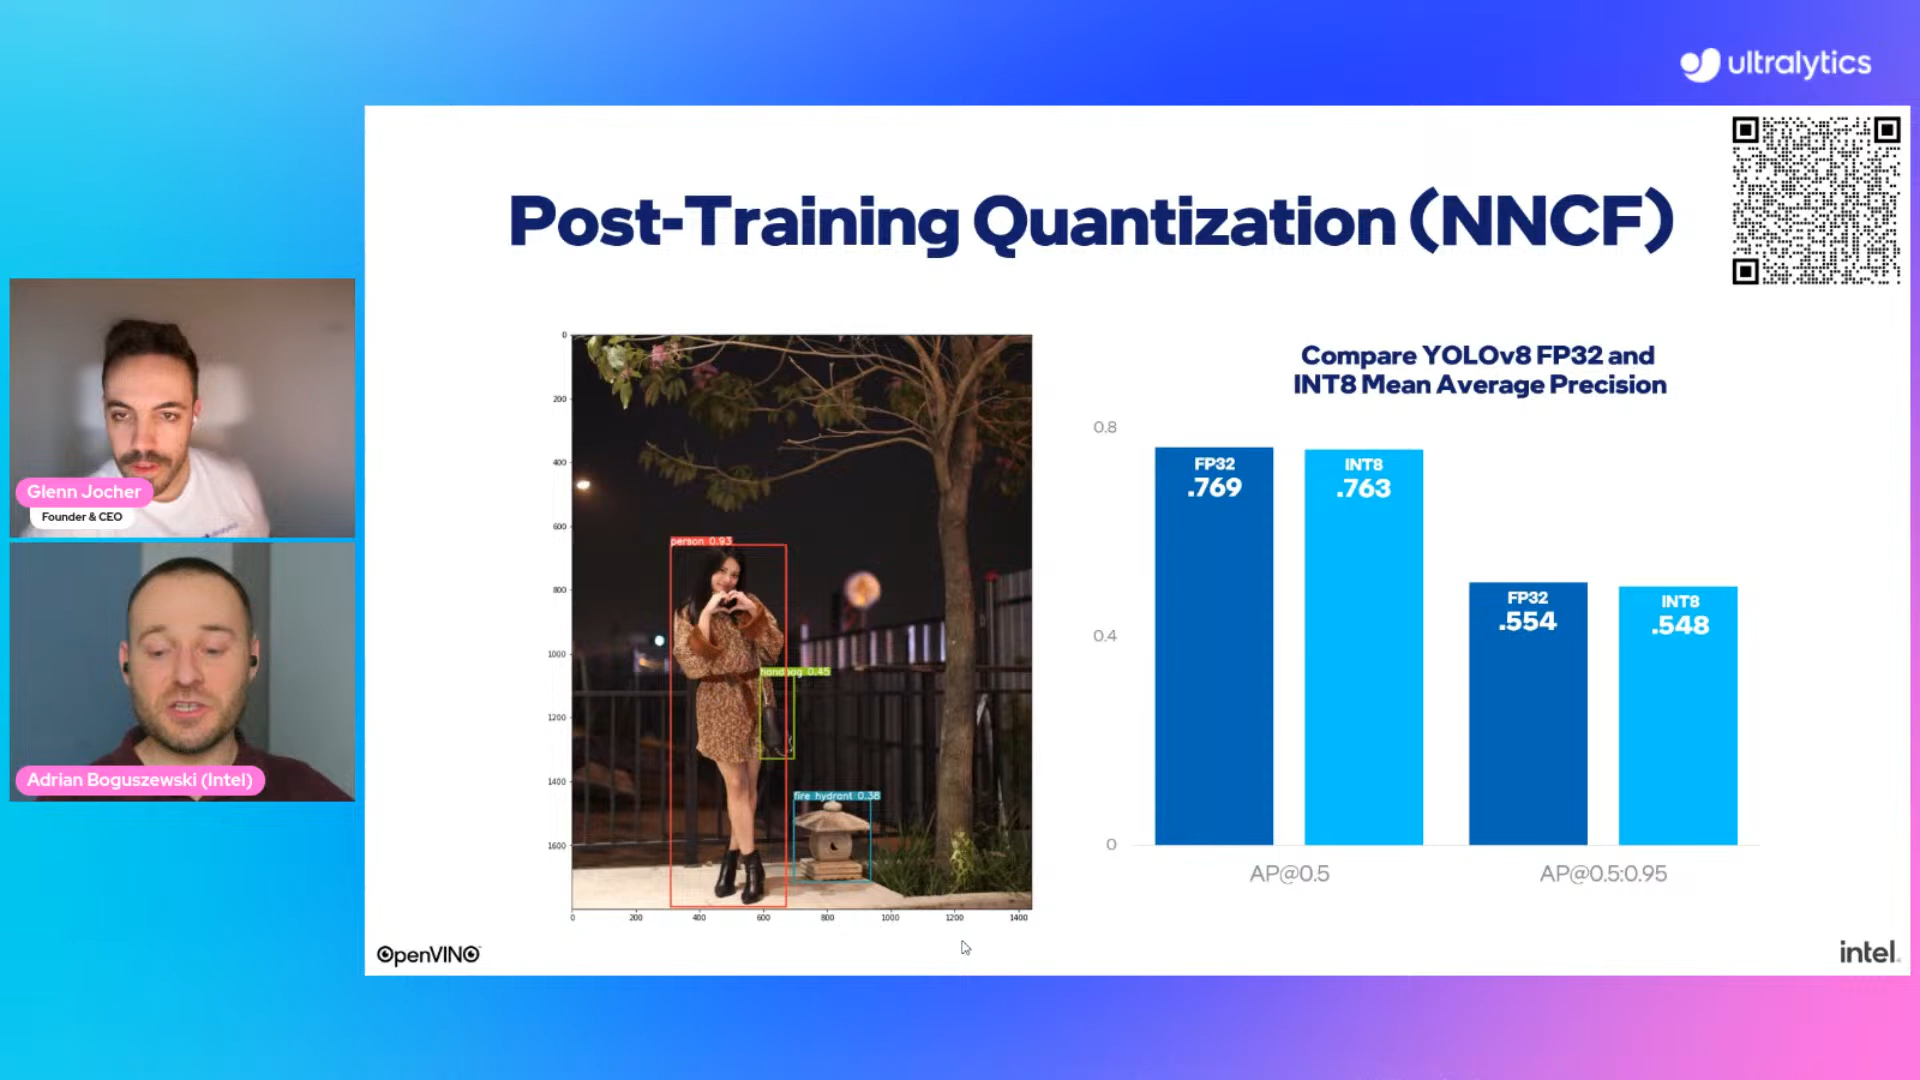 ultralytics
Post-Training Quantization (NNCF)
Glenn Jocher
Founder & CEO
Adrian Boguszewski (Intel)
0
200
400
600
800
1000
1200
1400
1600
0
200
400
600
800
1000
1200
1400
person 0.93
handbag 0.45
fire hydrant 0.38
Compare YOLOv8 FP32 and
INT8 Mean Average Precision
0.8
0.4
0
FP32
.769
INT8
.763
FP32
.554
INT8
.548
AP@0.5
AP@0.5:0.95
OpenVINO
intel.